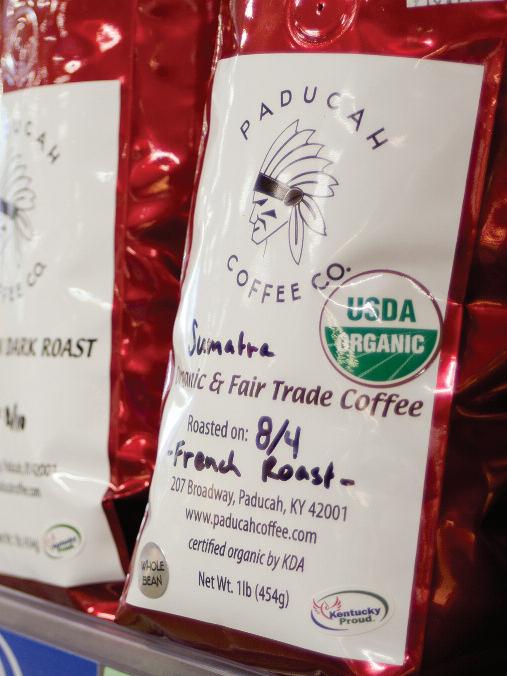 PADUCAH
COFFEE CO.
USDA
ORGANIC
Sumatra
& Fair Trade Coffee
Roasted on: 8/4
-French Roast-
207 Broadway, Paducah, KY 42001
www.paducahcoffee.com
certified organic by KDA
WHOLE
BEAN
Net Wt. 1lb (454g)
Kentucky
Proud.
DARK ROAST